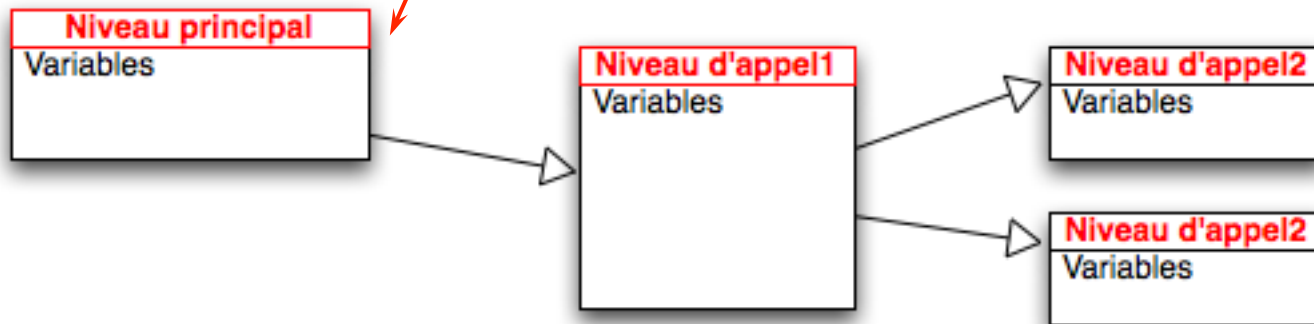 Niveau principal
Variables
Niveau d'appel1
Variables
Niveau d'appel2
Variables
Niveau d'appel2
Variables